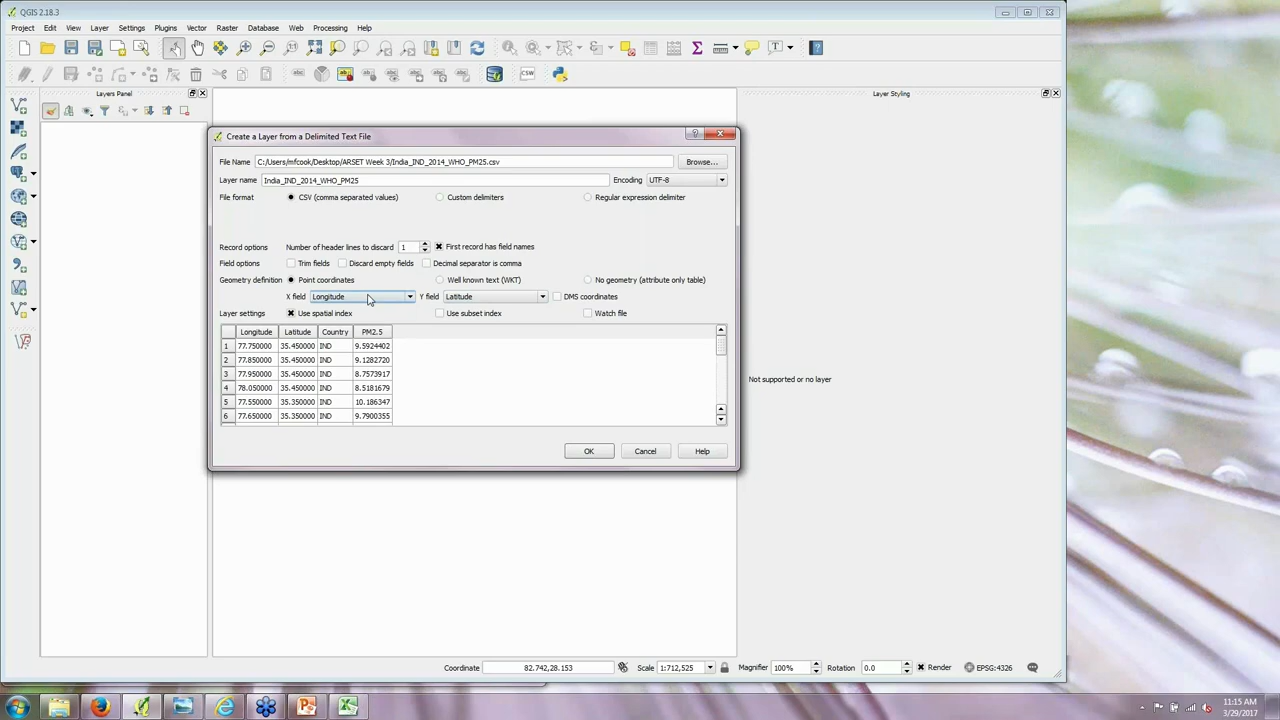 QGIS 2.18.3
Project Edit View Layer Settings Plugins Vector Raster Database Web Processing Help
Layers Panel
Layer Styling
Create a Layer from a Delimited Text File
File Name C:/Users/mfcook/Desktop/ARSET Week 3/India_IND_2014_WHO_PM25.csv Browse...
Layer name India_IND_2014_WHO_PM25 Encoding UTF-8
File format CSV (comma separated values) Custom delimiters Regular expression delimiter
Record options Number of header lines to discard 1 First record has field names
Field options Trim fields Discard empty fields Decimal separator is comma
Geometry definition Point coordinates Well known text (WKT) No geometry (attribute only table)
X field Longitude Y field Latitude DMS coordinates
Layer settings Use spatial index Use subset index Watch file
Longitude Latitude Country PM2.5
1 77.750000 35.450000 IND 9.5924402
2 77.850000 35.450000 IND 9.1282720
3 77.950000 35.450000 IND 8.7573917
4 78.050000 35.450000 IND 8.5181679
5 77.550000 35.350000 IND 10.186347
6 77.650000 35.350000 IND 9.7900355
Not supported or no layer
OK Cancel Help
Coordinate 82.742,28.153 Scale 1:712,525 Magnifier 100% Rotation 0.0 Render EPSG:4326
11:15 AM
3/29/2017